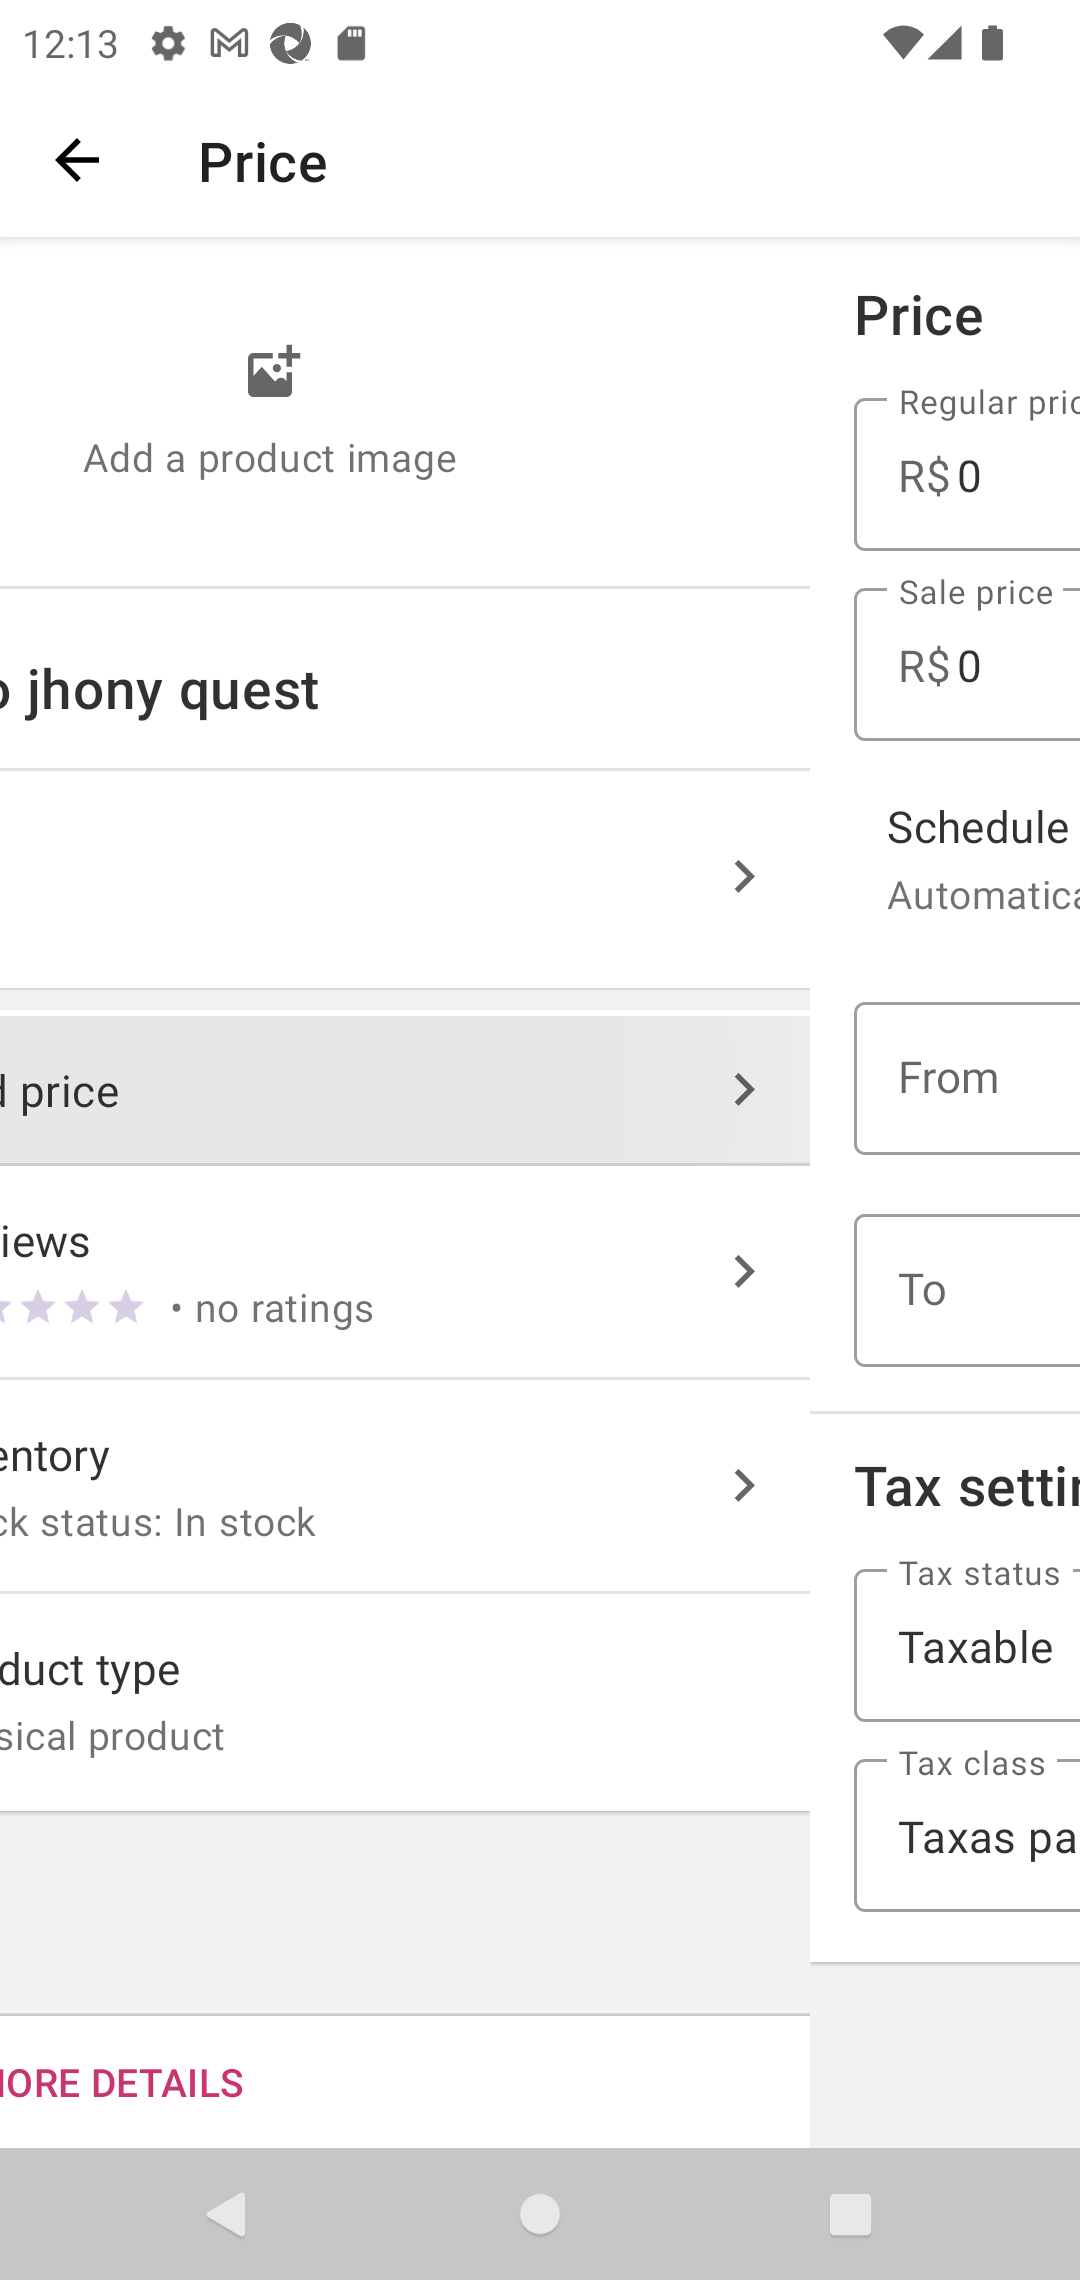 12:13
Price
Add a product image
jhony quest
price
iews
• no ratings
entory
ck status: In stock
duct type
sical product
ORE DETAILS
Price
Regular pric
R$ 0
Sale price
R$ 0
Schedule
Automatica
From
To
Tax settin
Tax status
Taxable
Tax class
Taxas pa